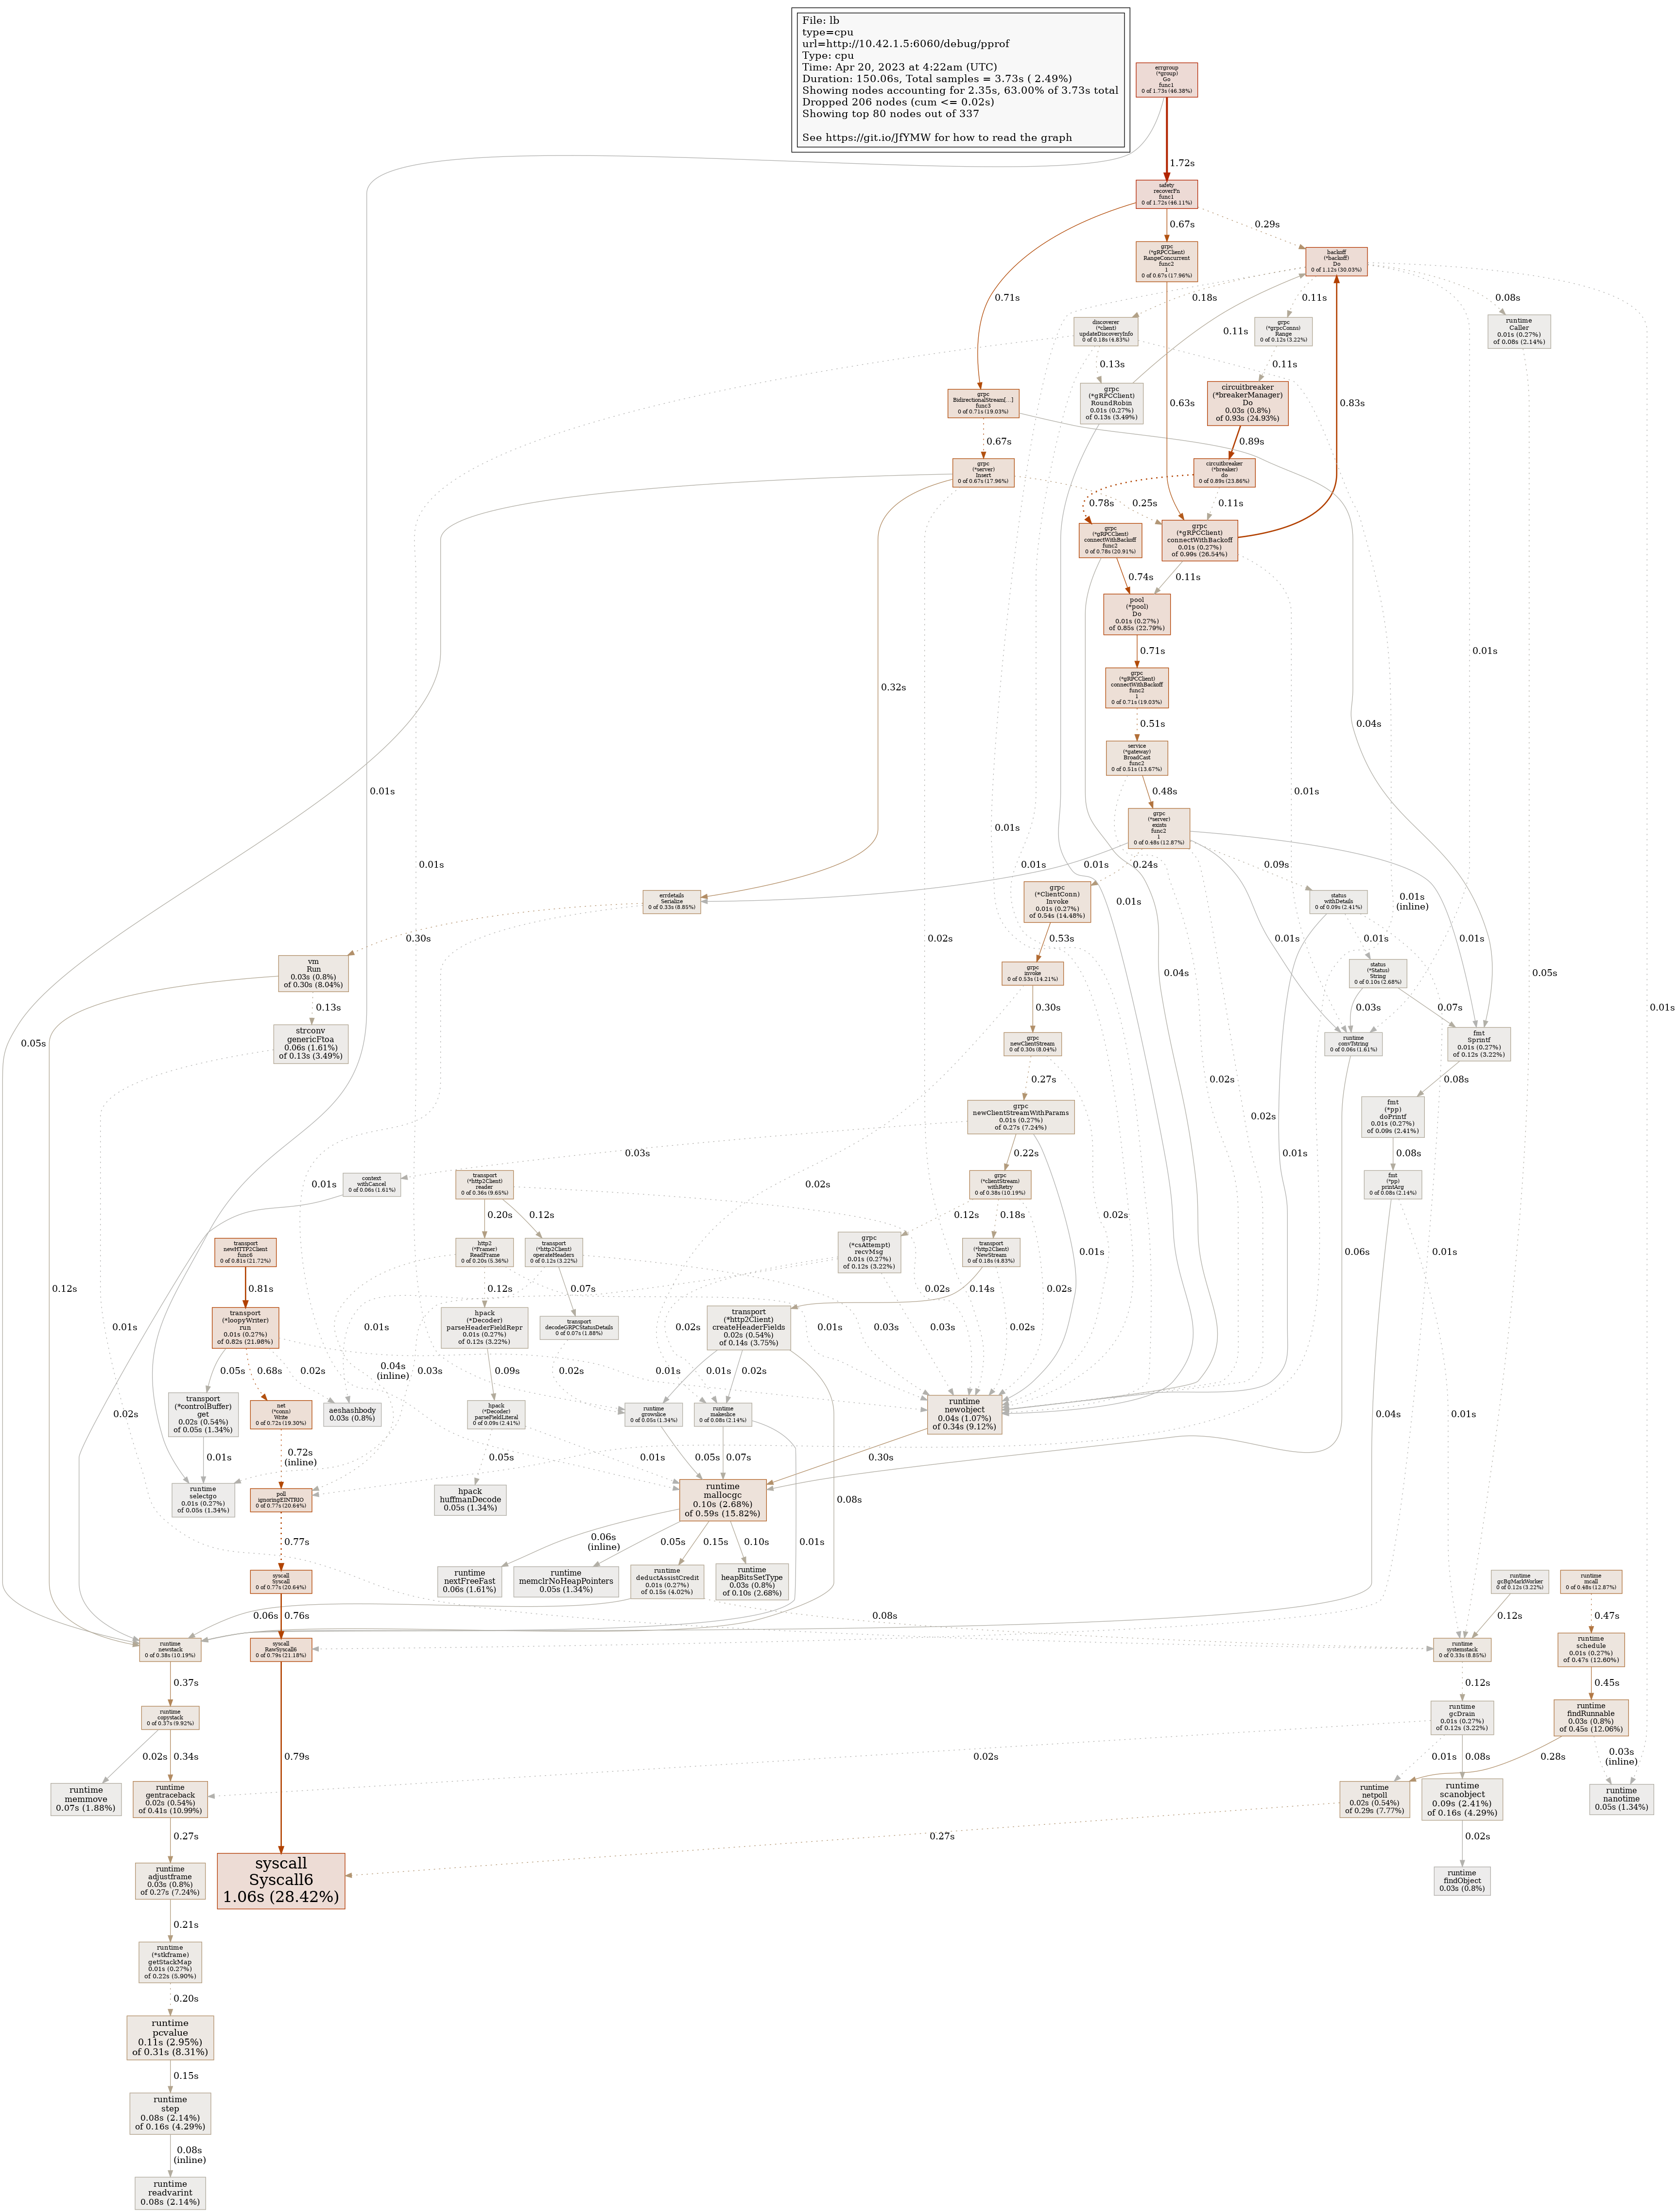 File: lb
type=cpu
url=http://10.42.1.5:6060/debug/pprof
Type: cpu
Time: Apr 20, 2023 at 4:22am (UTC)
Duration: 150.06s, Total samples = 3.73s ( 2.49%)
Showing nodes accounting for 2.35s, 63.00% of 3.73s total
Dropped 206 nodes (cum <= 0.02s)
Showing top 80 nodes out of 337
See https://git.io/JfYMW for how to read the graph
errgroup
(*group)
Go
func1
0 of 1.73s (46.38%)
1.72s
safety
recoverFn
func1
0 of 1.72s (46.11%)
0.67s
0.29s
grpc
(*gRPCClient)
RangeConcurrent
func2
1
0 of 0.67s (17.96%)
backoff
(*backoff)
Do
0 of 1.12s (30.03%)
0.71s
0.18s
0.11s
0.08s
discoverer
(*client)
updateDiscoveryInfo
0 of 0.18s (4.83%)
0.11s
grpc
(*grpcConns)
Range
0 of 0.12s (3.22%)
runtime
Caller
0.01s (0.27%)
of 0.08s (2.14%)
0.13s
0.11s
grpc
BidirectionalStream[...]
func3
0 of 0.71s (19.03%)
grpc
(*gRPCClient)
RoundRobin
0.01s (0.27%)
of 0.13s (3.49%)
0.63s
circuitbreaker
(*breakerManager)
Do
0.03s (0.8%)
of 0.93s (24.93%)
0.83s
0.67s
0.89s
grpc
(*server)
Insert
0 of 0.67s (17.96%)
circuitbreaker
(*breaker)
do
0 of 0.89s (23.86%)
0.78s
0.25s
0.11s
grpc
(*gRPCClient)
connectWithBackoff
func2
0 of 0.78s (20.91%)
grpc
(*gRPCClient)
connectWithBackoff
0.01s (0.27%)
of 0.99s (26.54%)
0.74s
0.11s
pool
(*pool)
Do
0.01s (0.27%)
of 0.85s (22.79%)
0.71s
0.01s
grpc
(*gRPCClient)
connectWithBackoff
func2
1
0 of 0.71s (19.03%)
0.32s
0.51s
0.04s
service
(*gateway)
BroadCast
func2
0 of 0.51s (13.67%)
0.01s
0.48s
0.01s
0.01s
grpc
(*server)
exists
func2
1
0 of 0.48s (12.87%)
0.01s
0.01s
0.24s
0.09s
errdetails
Serialize
0 of 0.33s (8.85%)
grpc
(*ClientConn)
Invoke
0.01s (0.27%)
of 0.54s (14.48%)
0.01s
status
withDetails
0 of 0.09s (2.41%)
0.01s
(inline)
0.30s
0.02s
0.53s
0.01s
0.01s
0.01s
vm
Run
0.03s (0.8%)
of 0.30s (8.04%)
grpc
invoke
0 of 0.53s (14.21%)
0.04s
status
(*Status)
String
0 of 0.10s (2.68%)
0.05s
0.13s
0.30s
0.03s
0.07s
0.01s
0.05s
strconv
genericFtoa
0.06s (1.61%)
of 0.13s (3.49%)
grpc
newClientStream
0 of 0.30s (8.04%)
runtime
convTstring
0 of 0.06s (1.61%)
fmt
Sprintf
0.01s (0.27%)
of 0.12s (3.22%)
0.27s
0.02s
0.08s
grpc
newClientStreamWithParams
0.01s (0.27%)
of 0.27s (7.24%)
0.02s
fmt
(*pp)
doPrintf
0.01s (0.27%)
of 0.09s (2.41%)
0.03s
0.22s
0.01s
0.08s
0.01s
0.02s
context
withCancel
0 of 0.06s (1.61%)
transport
(*http2Client)
reader
0 of 0.36s (9.65%)
grpc
(*clientStream)
withRetry
0 of 0.38s (10.19%)
fmt
(*pp)
printArg
0 of 0.08s (2.14%)
0.20s
0.12s
0.12s
0.18s
0.02s
transport
newHTTP2Client
func6
0 of 0.81s (21.72%)
http2
(*Framer)
ReadFrame
0 of 0.20s (5.36%)
transport
(*http2Client)
operateHeaders
0 of 0.12s (3.22%)
grpc
(*csAttempt)
recvMsg
0.01s (0.27%)
of 0.12s (3.22%)
transport
(*http2Client)
NewStream
0 of 0.18s (4.83%)
0.01s
0.06s
0.01s
0.12s
0.81s
0.12s
0.07s
0.02s
0.14s
0.02s
transport
(*loopyWriter)
run
0.01s (0.27%)
of 0.82s (21.98%)
hpack
(*Decoder)
parseHeaderFieldRepr
0.01s (0.27%)
of 0.12s (3.22%)
transport
decodeGRPCStatusDetails
0 of 0.07s (1.88%)
transport
(*http2Client)
createHeaderFields
0.02s (0.54%)
of 0.14s (3.75%)
0.01s
0.01s
0.02s
0.01s
0.03s
0.03s
0.02s
0.05s
0.68s
0.02s
0.04s
(inline)
0.03s
0.09s
0.02s
0.01s
0.01s
0.02s
transport
(*controlBuffer)
get
0.02s (0.54%)
of 0.05s (1.34%)
net
(*conn)
Write
0 of 0.72s (19.30%)
aeshashbody
0.03s (0.8%)
hpack
(*Decoder)
parseFieldLiteral
0 of 0.09s (2.41%)
runtime
growslice
0 of 0.05s (1.34%)
runtime
makeslice
0 of 0.08s (2.14%)
runtime
newobject
0.04s (1.07%)
of 0.34s (9.12%)
0.02s
0.04s
0.01s
0.01s
0.72s
(inline)
0.05s
0.01s
0.05s
0.07s
0.30s
runtime
selectgo
0.01s (0.27%)
of 0.05s (1.34%)
poll
ignoringEINTRIO
0 of 0.77s (20.64%)
hpack
huffmanDecode
0.05s (1.34%)
runtime
mallocgc
0.10s (2.68%)
of 0.59s (15.82%)
0.08s
0.77s
0.06s
(inline)
0.05s
0.15s
0.10s
0.01s
syscall
Syscall
0 of 0.77s (20.64%)
runtime
nextFreeFast
0.06s (1.61%)
runtime
memclrNoHeapPointers
0.05s (1.34%)
runtime
deductAssistCredit
0.01s (0.27%)
of 0.15s (4.02%)
runtime
heapBitsSetType
0.03s (0.8%)
of 0.10s (2.68%)
runtime
gcBgMarkWorker
0 of 0.12s (3.22%)
runtime
mcall
0 of 0.48s (12.87%)
0.06s
0.76s
0.08s
0.12s
0.47s
runtime
newstack
0 of 0.38s (10.19%)
syscall
RawSyscall6
0 of 0.79s (21.18%)
runtime
systemstack
0 of 0.33s (8.85%)
runtime
schedule
0.01s (0.27%)
of 0.47s (12.60%)
0.37s
0.12s
0.45s
runtime
copystack
0 of 0.37s (9.92%)
runtime
gcDrain
0.01s (0.27%)
of 0.12s (3.22%)
runtime
findRunnable
0.03s (0.8%)
of 0.45s (12.06%)
0.02s
0.34s
0.79s
0.02s
0.01s
0.08s
0.28s
0.03s
(inline)
runtime
memmove
0.07s (1.88%)
runtime
gentraceback
0.02s (0.54%)
of 0.41s (10.99%)
runtime
netpoll
0.02s (0.54%)
of 0.29s (7.77%)
runtime
scanobject
0.09s (2.41%)
of 0.16s (4.29%)
runtime
nanotime
0.05s (1.34%)
0.27s
0.27s
0.02s
runtime
adjustframe
0.03s (0.8%)
of 0.27s (7.24%)
syscall
Syscall6
1.06s (28.42%)
runtime
findObject
0.03s (0.8%)
0.21s
runtime
(*stkframe)
getStackMap
0.01s (0.27%)
of 0.22s (5.90%)
0.20s
runtime
pcvalue
0.11s (2.95%)
of 0.31s (8.31%)
0.15s
runtime
step
0.08s (2.14%)
of 0.16s (4.29%)
0.08s
(inline)
runtime
readvarint
0.08s (2.14%)